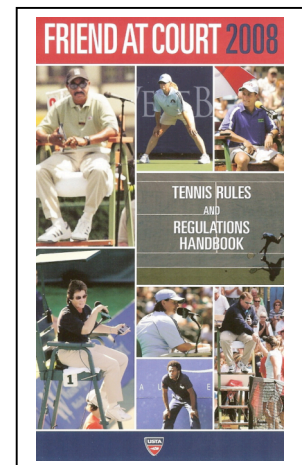 FRIEND AT COURT 2008
TENNIS RULES
AND
REGULATIONS
HANDBOOK
1
USTA